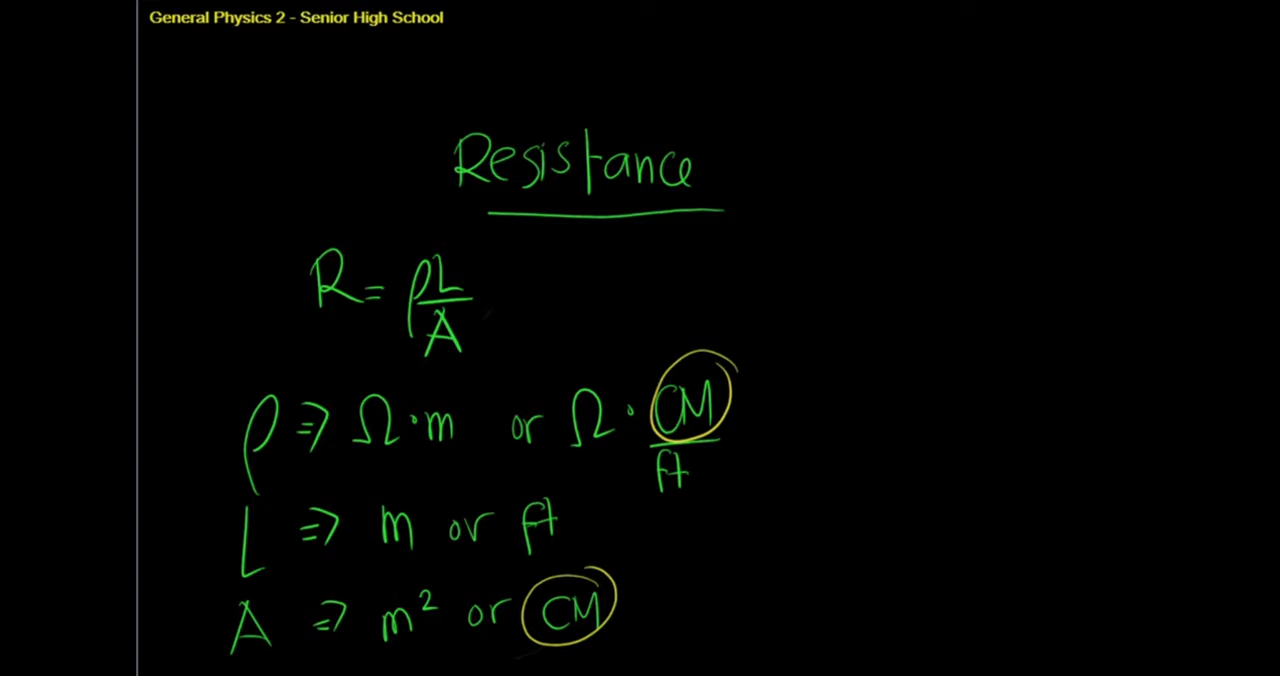 General Physics 2 - Senior High School
Resistance
R = ρL/A
ρ ⇒ Ω·m or Ω·CM/ft
L ⇒ m or ft
A ⇒ m² or CM